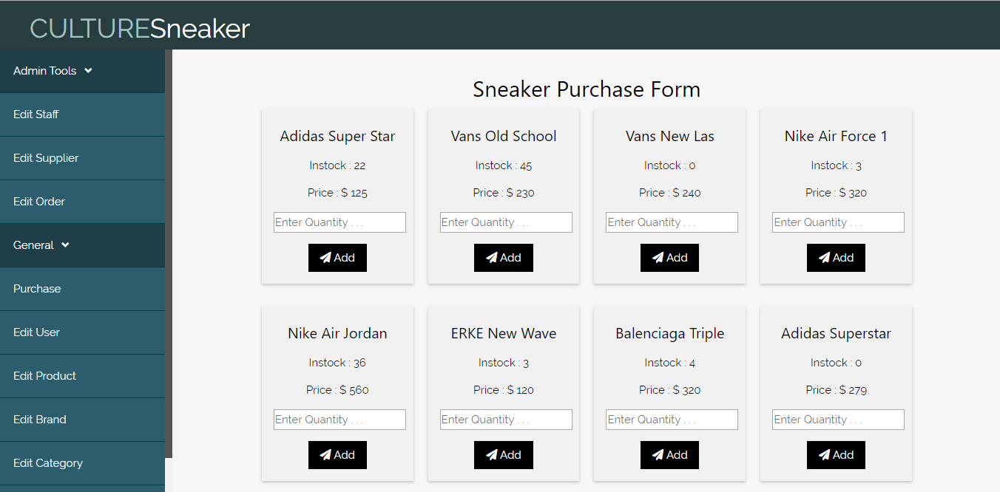 CULTURESneaker
Admin Tools
Edit Staff
Edit Supplier
Edit Order
General
Purchase
Edit User
Edit Product
Edit Brand
Edit Category
Sneaker Purchase Form
Adidas Super Star
Instock : 22
Price : $ 125
Enter Quantity . . .
Add
Vans Old School
Instock : 45
Price : $ 230
Enter Quantity . . .
Add
Vans New Las
Instock : 0
Price : $ 240
Enter Quantity . . .
Add
Nike Air Force 1
Instock : 3
Price : $ 320
Enter Quantity . . .
Add
Nike Air Jordan
Instock : 36
Price : $ 560
Enter Quantity . . .
Add
ERKE New Wave
Instock : 3
Price : $ 120
Enter Quantity . . .
Add
Balenciaga Triple
Instock : 4
Price : $ 320
Enter Quantity . . .
Add
Adidas Superstar
Instock : 0
Price : $ 279
Enter Quantity . . .
Add